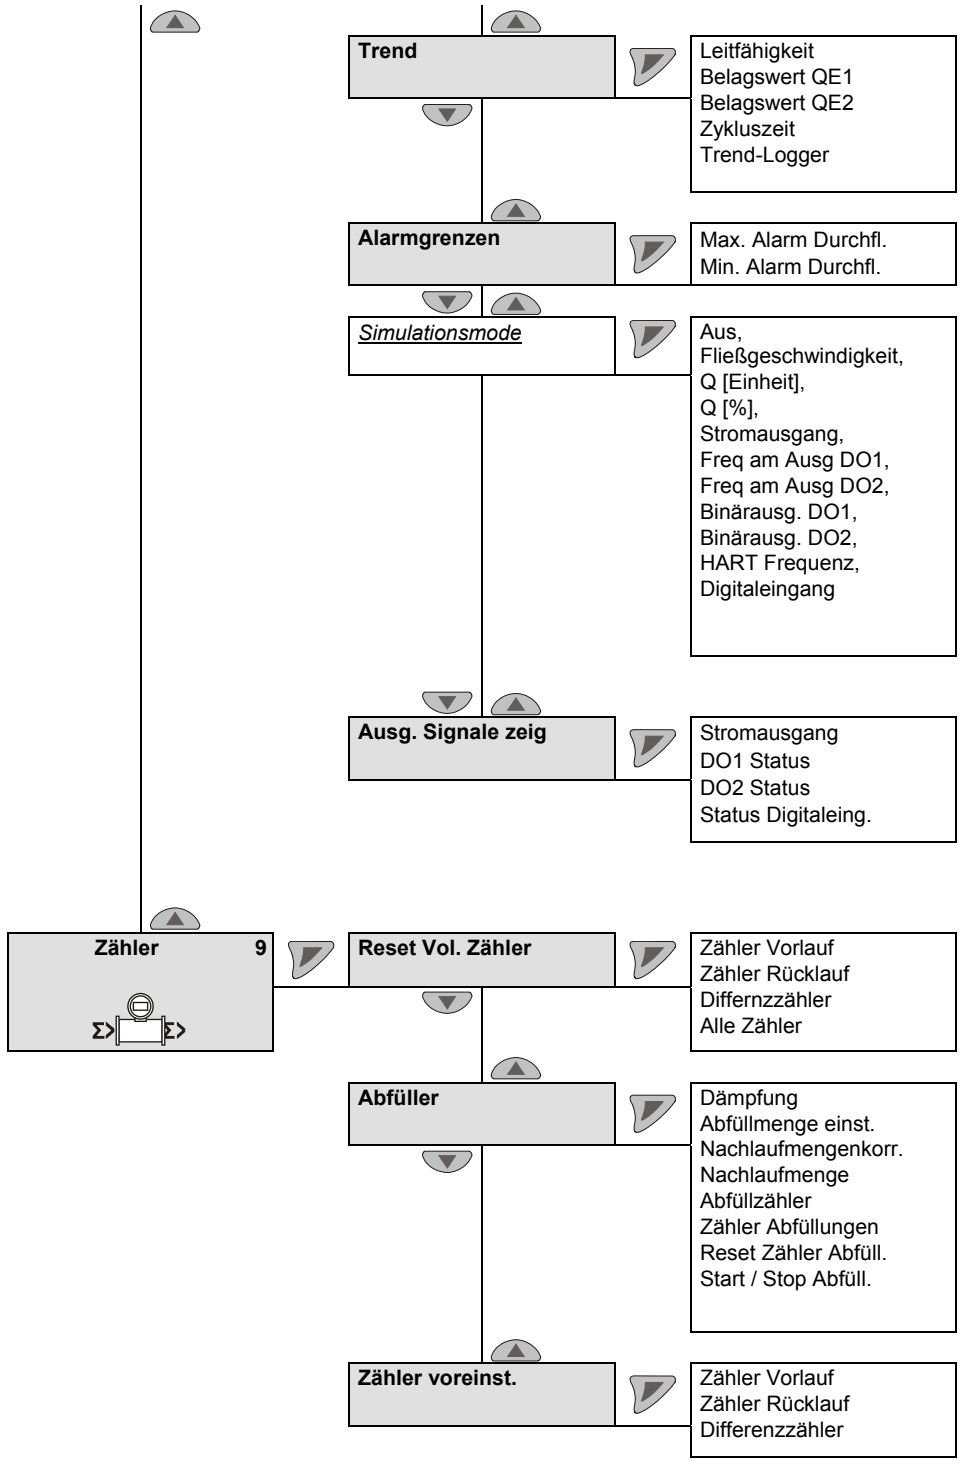 Trend
Leitfähigkeit
Belagswert QE1
Belagswert QE2
Zykluszeit
Trend-Logger
Alarmgrenzen
Max. Alarm Durchfl.
Min. Alarm Durchfl.
Simulationsmode
Aus,
Fließgeschwindigkeit,
Q [Einheit],
Q [%],
Stromausgang,
Freq am Ausg DO1,
Freq am Ausg DO2,
Binärausg. DO1,
Binärausg. DO2,
HART Frequenz,
Digitaleingang
Ausg. Signale zeig
Stromausgang
DO1 Status
DO2 Status
Status Digitaleing.
Zähler 9
Σ> Σ>
Reset Vol. Zähler
Zähler Vorlauf
Zähler Rücklauf
Differnzzähler
Alle Zähler
Abfüller
Dämpfung
Abfüllmenge einst.
Nachlaufmengenkorr.
Nachlaufmenge
Abfüllzähler
Zähler Abfüllungen
Reset Zähler Abfüll.
Start / Stop Abfüll.
Zähler voreinst.
Zähler Vorlauf
Zähler Rücklauf
Differenzzähler